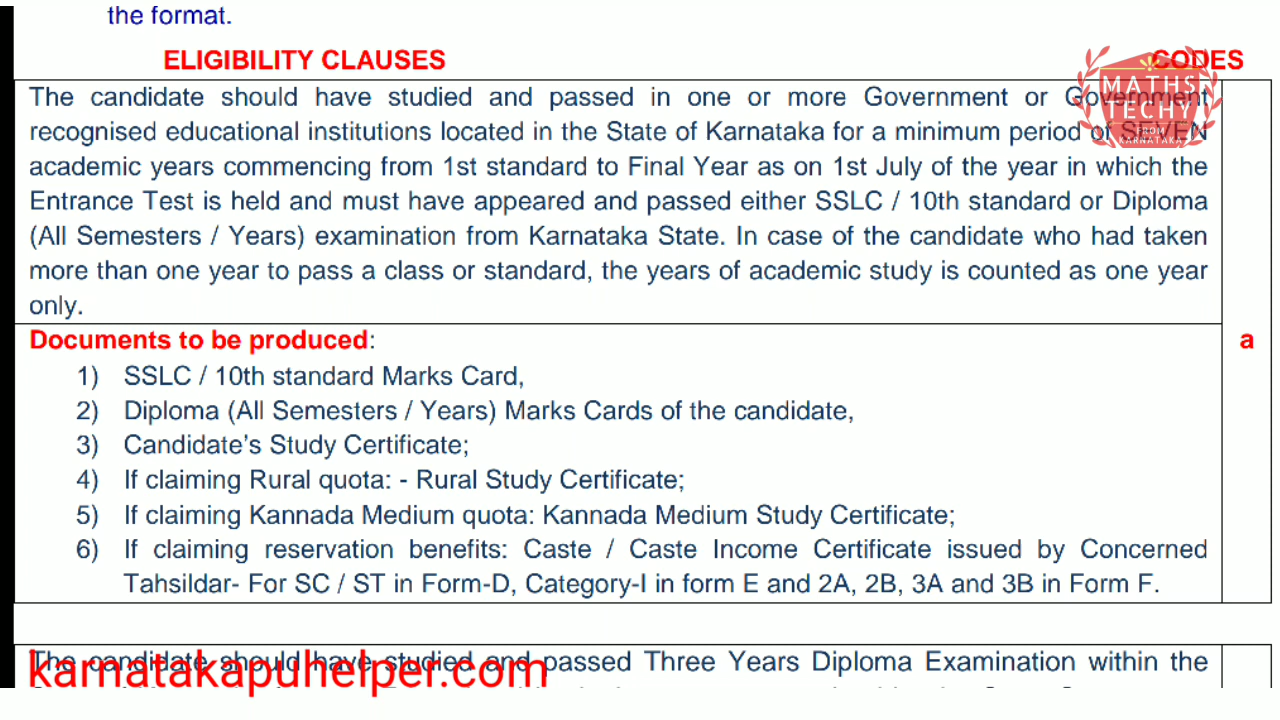 the format.
ELIGIBILITY CLAUSES CODES
The candidate should have studied and passed in one or more Government or Government
recognised educational institutions located in the State of Karnataka for a minimum period of SEVEN
academic years commencing from 1st standard to Final Year as on 1st July of the year in which the
Entrance Test is held and must have appeared and passed either SSLC / 10th standard or Diploma
(All Semesters / Years) examination from Karnataka State. In case of the candidate who had taken
more than one year to pass a class or standard, the years of academic study is counted as one year
only.
MATHS
TECHY
FROM
KARNATAKA
Documents to be produced:
a
1) SSLC / 10th standard Marks Card,
2) Diploma (All Semesters / Years) Marks Cards of the candidate,
3) Candidate's Study Certificate;
4) If claiming Rural quota: - Rural Study Certificate;
5) If claiming Kannada Medium quota: Kannada Medium Study Certificate;
6) If claiming reservation benefits: Caste / Caste Income Certificate issued by Concerned
Tahsildar- For SC / ST in Form-D, Category-I in form E and 2A, 2B, 3A and 3B in Form F.
The candidate should have studied and passed Three Years Diploma Examination within the
karnatakapuhelper.com